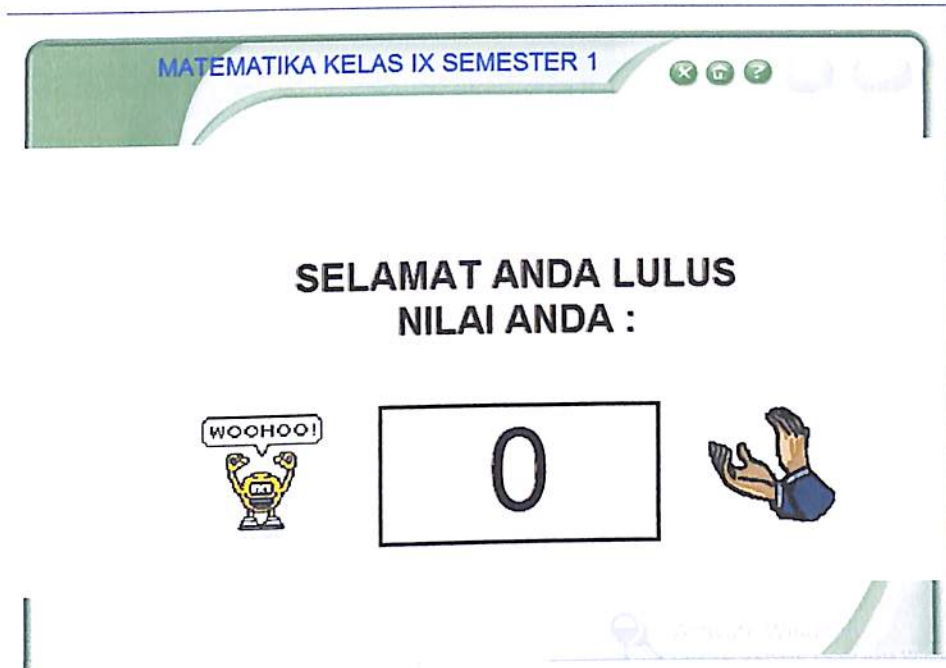 MATEMATIKA KELAS IX SEMESTER 1
SELAMAT ANDA LULUS
NILAI ANDA :
WOOHOO!
0